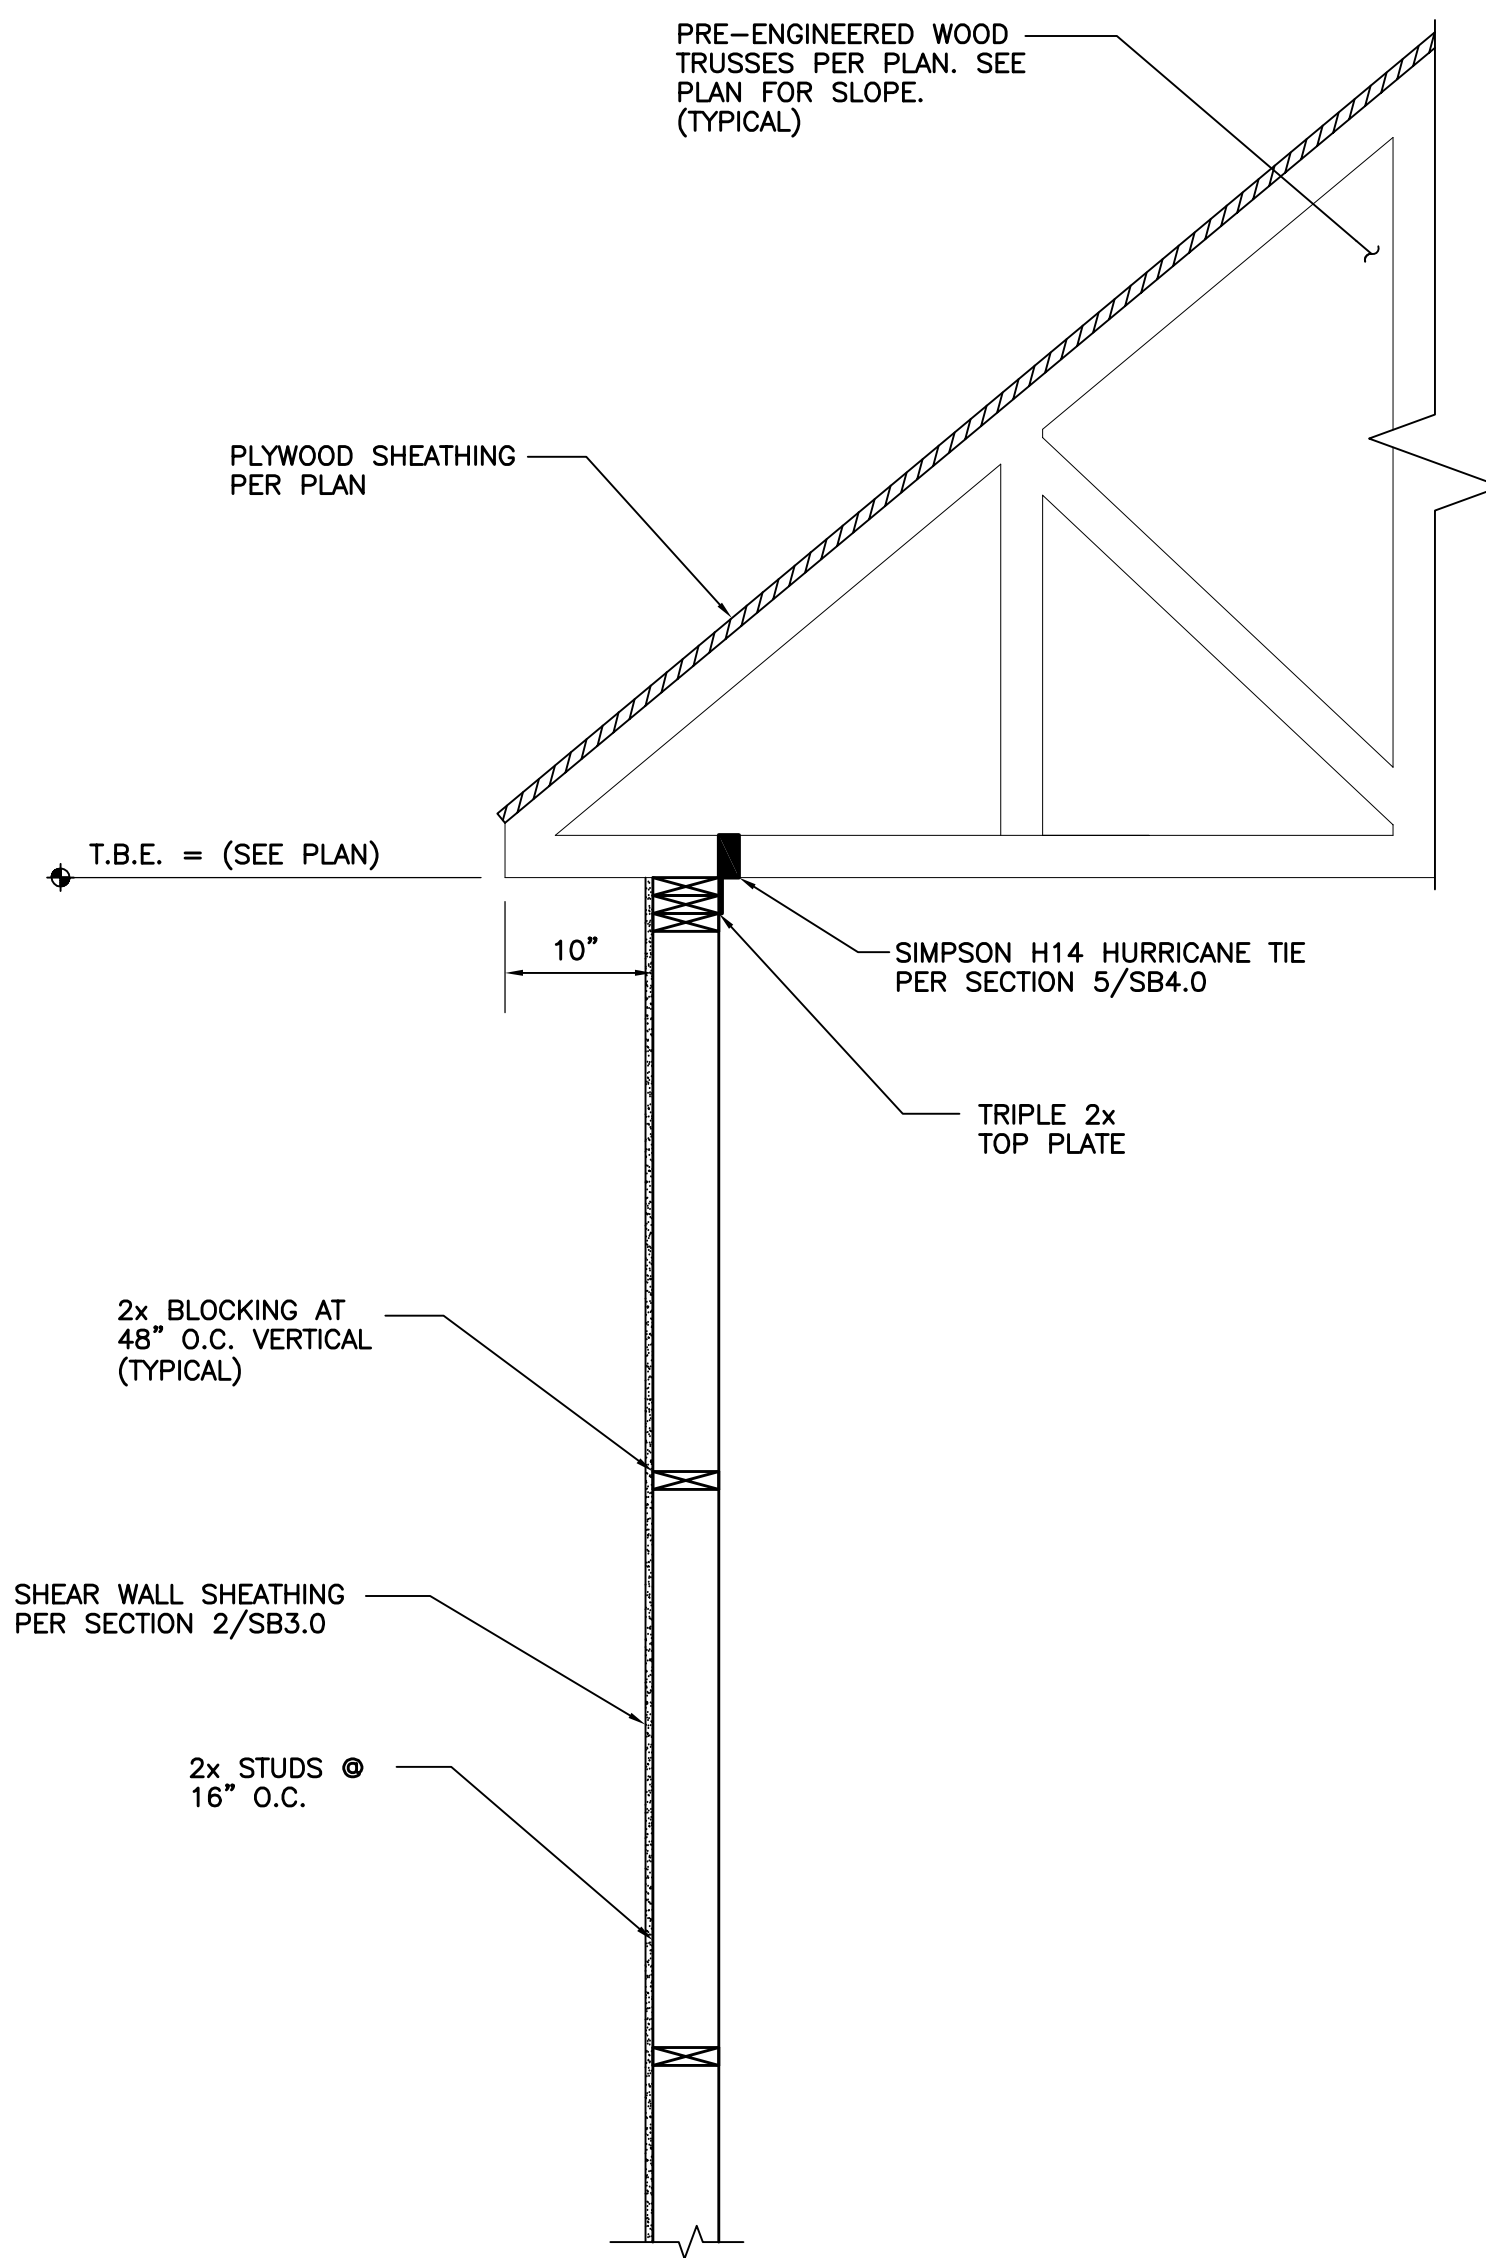 PRE-ENGINEERED WOOD
TRUSSES PER PLAN. SEE
PLAN FOR SLOPE.
(TYPICAL)
PLYWOOD SHEATHING
PER PLAN
T.B.E. = (SEE PLAN)
10"
SIMPSON H14 HURRICANE TIE
PER SECTION 5/SB4.0
TRIPLE 2x
TOP PLATE
2x BLOCKING AT
48" O.C. VERTICAL
(TYPICAL)
SHEAR WALL SHEATHING
PER SECTION 2/SB3.0
2x STUDS @
16" O.C.